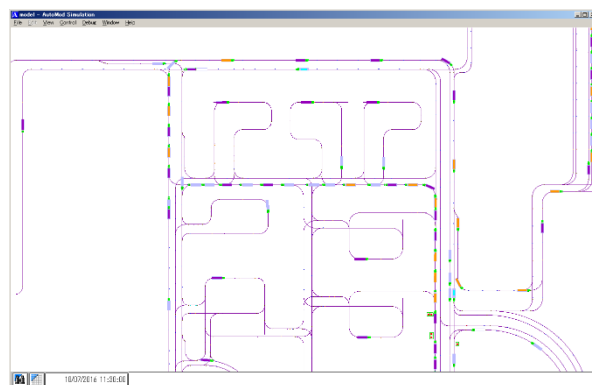 model - AutoMod Simulation
File Edit View Control Debug Window Help
10/07/2016 11:30:00